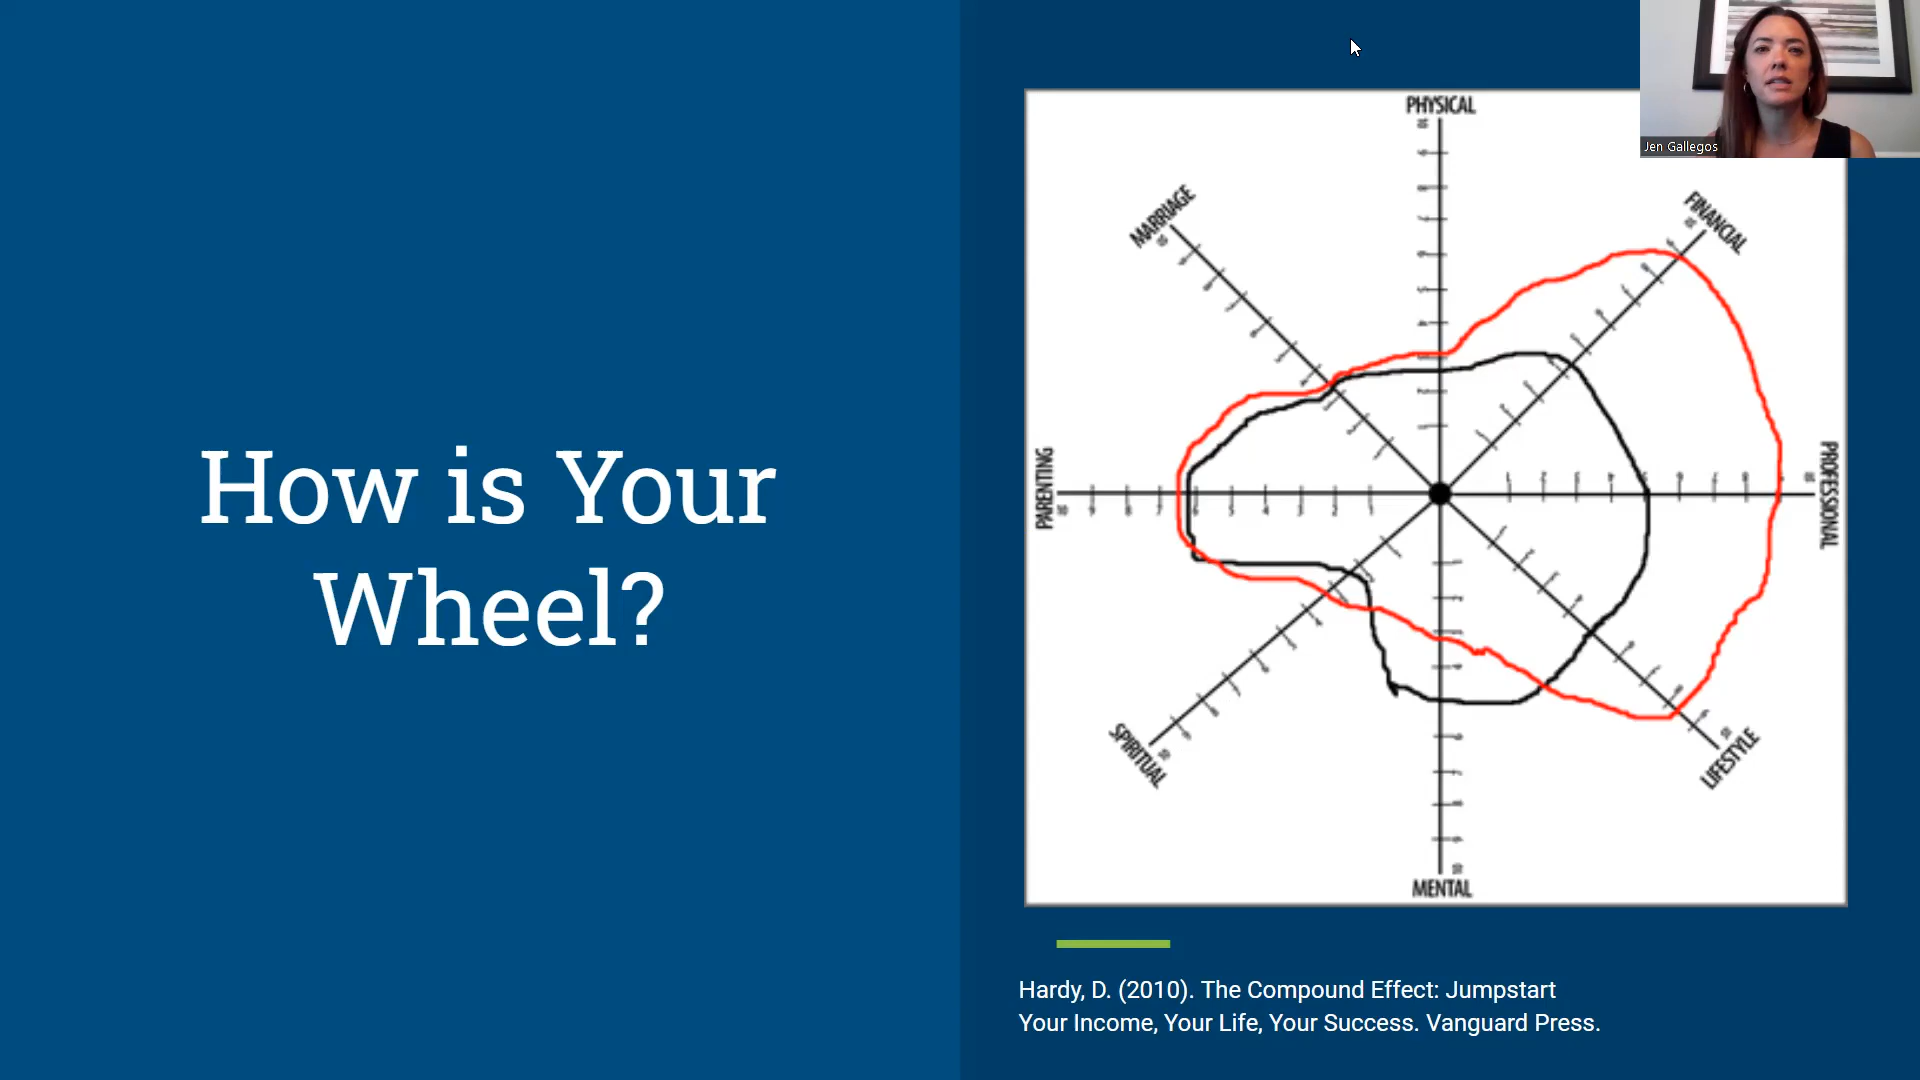 How is Your
Wheel?
Jen Gallegos
PHYSICAL
MARRIAGE
FINANCIAL
PARENTING
PROFESSIONAL
SPIRITUAL
LIFESTYLE
MENTAL
Hardy, D. (2010). The Compound Effect: Jumpstart
Your Income, Your Life, Your Success. Vanguard Press.